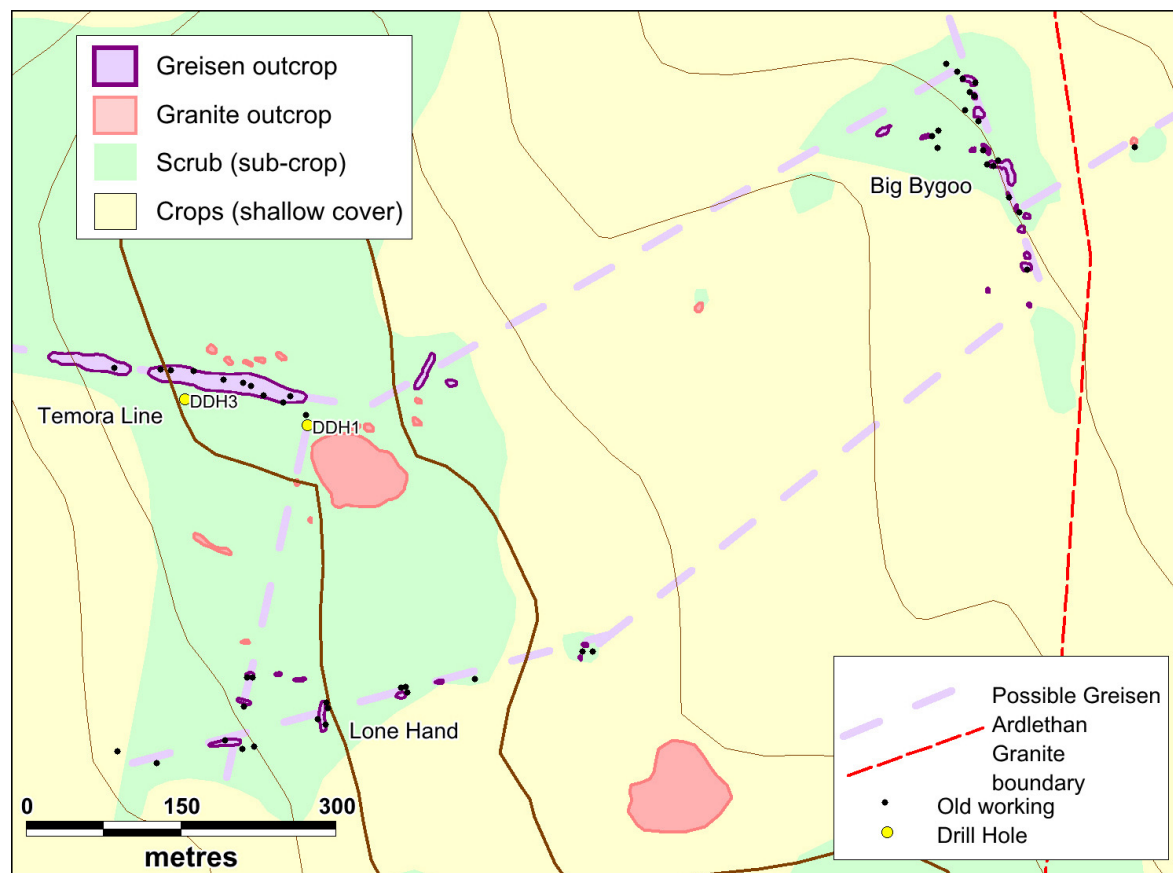 Greisen outcrop
Granite outcrop
Scrub (sub-crop)
Crops (shallow cover)
Big Bygoo
DDH3
Temora Line
DDH1
Lone Hand
Possible Greisen
Ardlethan
Granite
boundary
Old working
Drill Hole
0 150 300
metres